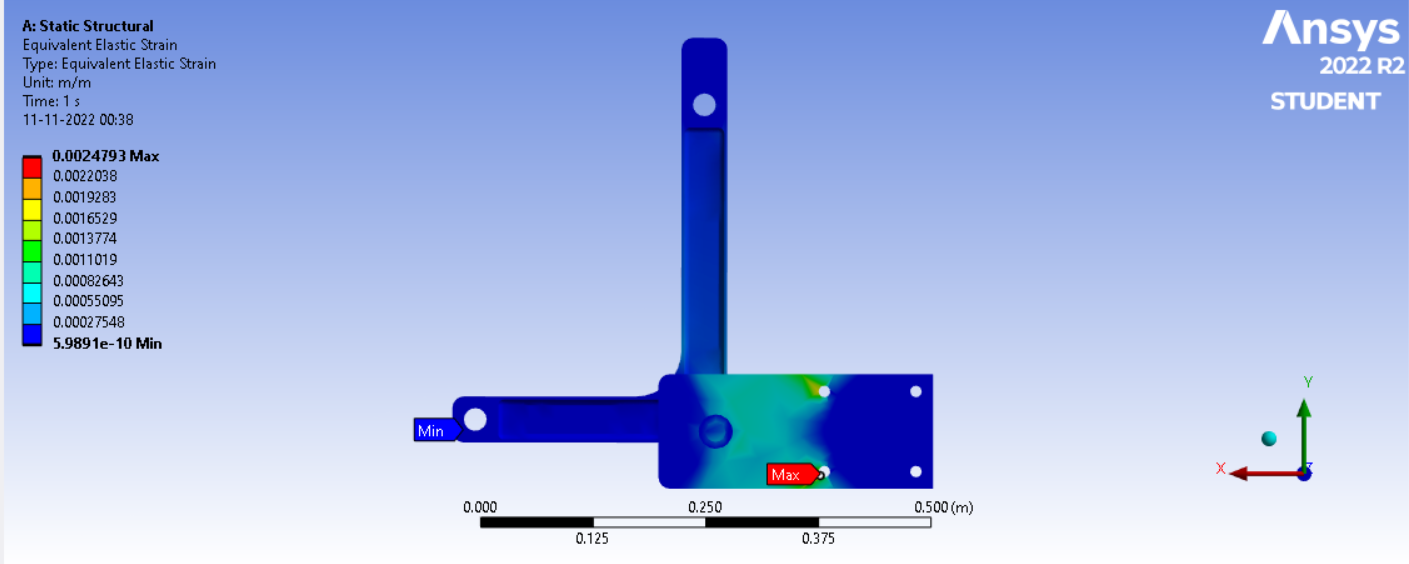 A: Static Structural
Equivalent Elastic Strain
Type: Equivalent Elastic Strain
Unit: m/m
Time: 1 s
11-11-2022 00:38
0.0024793 Max
0.0022038
0.0019283
0.0016529
0.0013774
0.0011019
0.00082643
0.00055095
0.00027548
5.9891e-10 Min
Ansys
2022 R2
STUDENT
Min
Max
0.000 0.250 0.500 (m)
0.125 0.375
Y
X Z